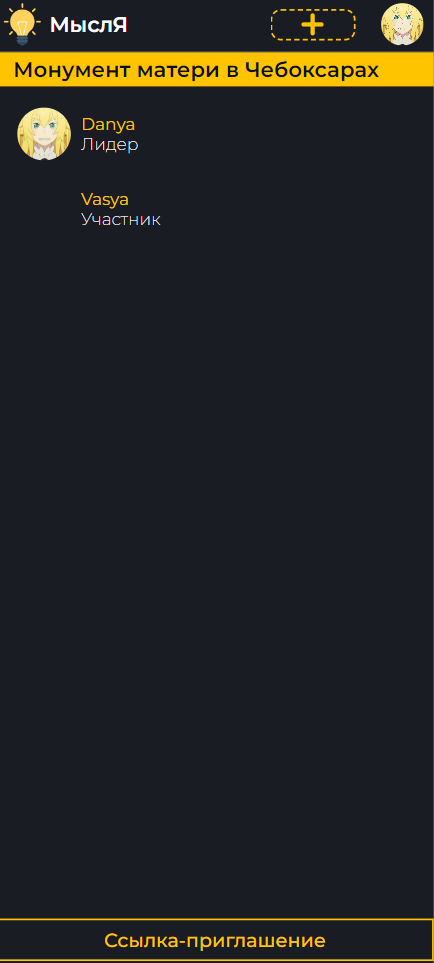 МыслЯ
Монумент матери в Чебоксарах
Danya
Лидер
Vasya
Участник
Ссылка-приглашение